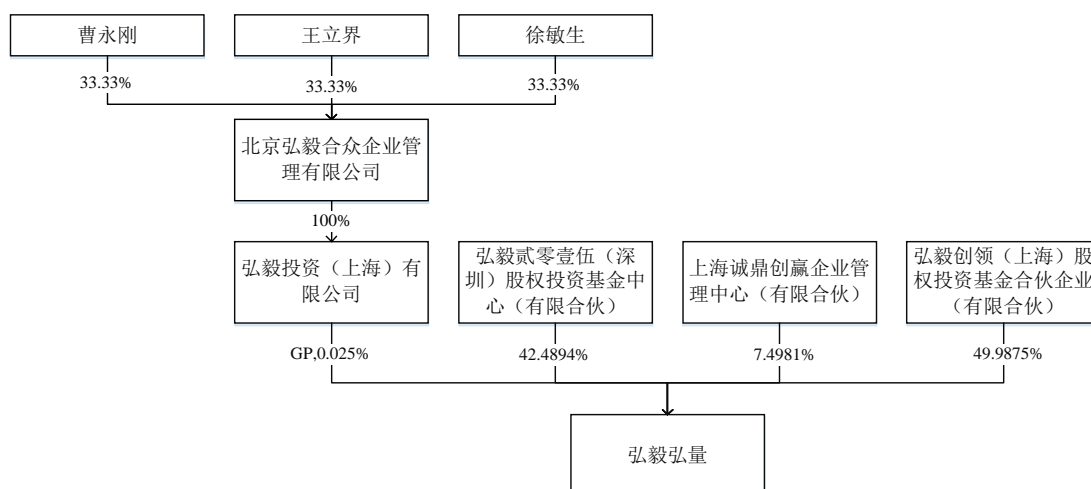 曹永刚
王立界
徐敏生
33.33%
33.33%
33.33%
北京弘毅合众企业管
理有限公司
100%
弘毅投资（上海）有
限公司
弘毅贰零壹伍（深
圳）股权投资基金中
心（有限合伙）
上海诚鼎创赢企业管
理中心（有限合伙）
弘毅创领（上海）股
权投资基金合伙企业
（有限合伙）
GP,0.025%
42.4894%
7.4981%
49.9875%
弘毅弘量